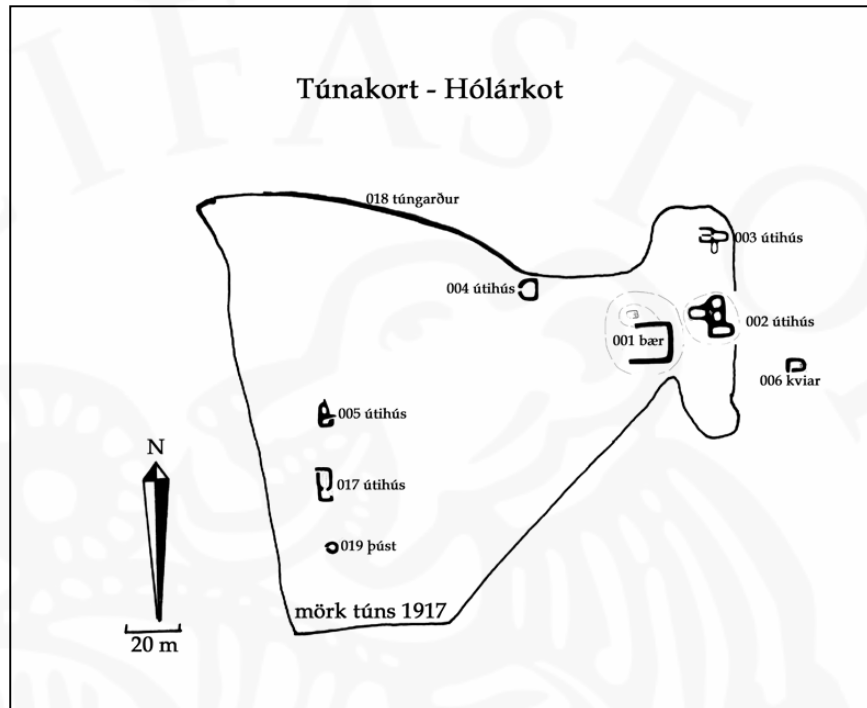 Túnakort - Hólárkot
018 túngarður
003 útihús
004 útihús
002 útihús
001 bær
006 kviar
005 útihús
N
017 útihús
019 þúst
mörk túns 1917
20 m